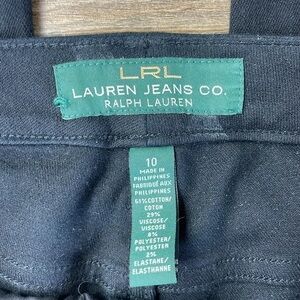 LRL
LAUREN JEANS CO.
RALPH LAUREN
10
MADE IN
PHILIPPINES
FABRIQUÉ AUX
PHILIPPINES
61% COTTON/
COTON
29%
VISCOSE/
VISCOSE
8%
POLYESTER/
POLYESTER
2%
ELASTANE/
ELASTHANNE